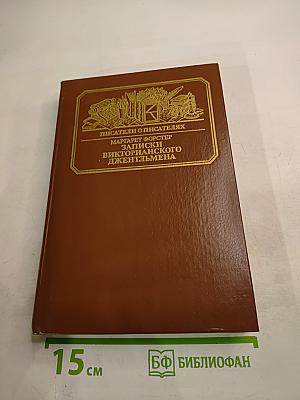 ПИСАТЕЛИ О ПИСАТЕЛЯХ
МАРГАРЕТ ФОРСТЕР
ЗАПИСКИ
ВИКТОРИАНСКОГО
ДЖЕНТЛЬМЕНА
15 см
БФ БИБЛИОФАН